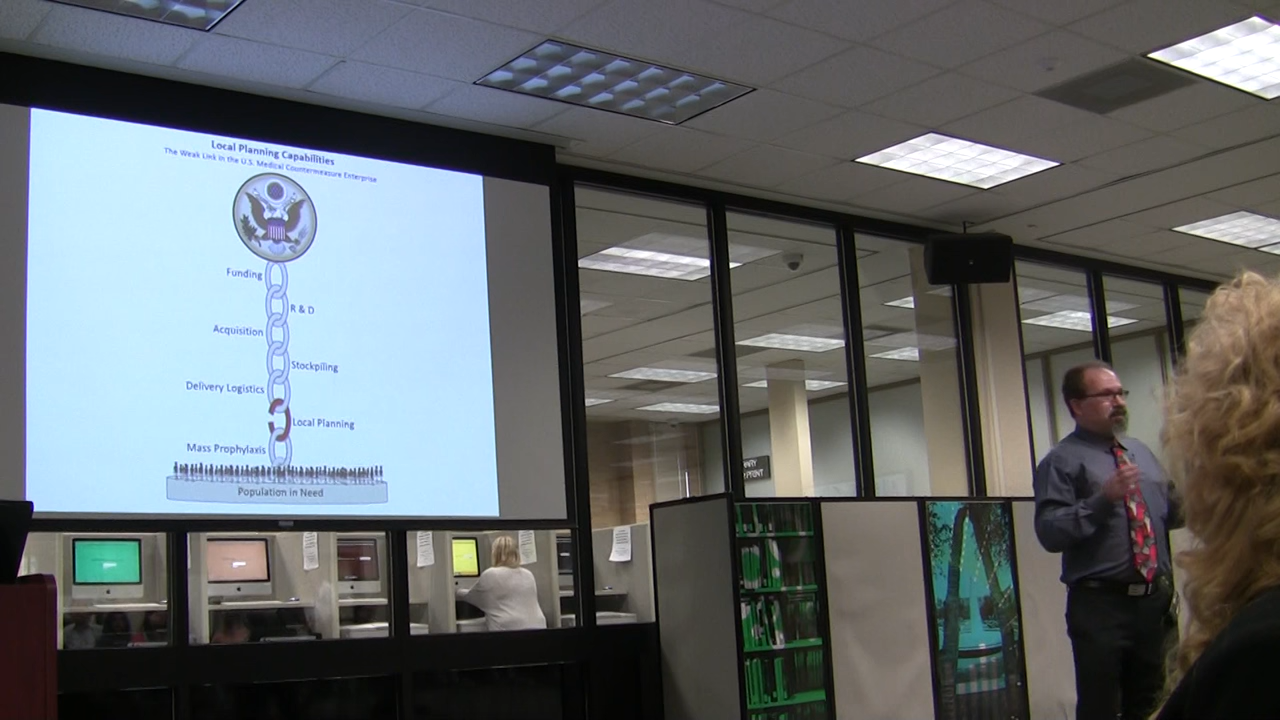 Local Planning Capabilities
The Weak Link in the U.S. Medical Countermeasure Enterprise
Funding
R & D
Acquisition
Stockpiling
Delivery Logistics
Local Planning
Mass Prophylaxis
Population in Need